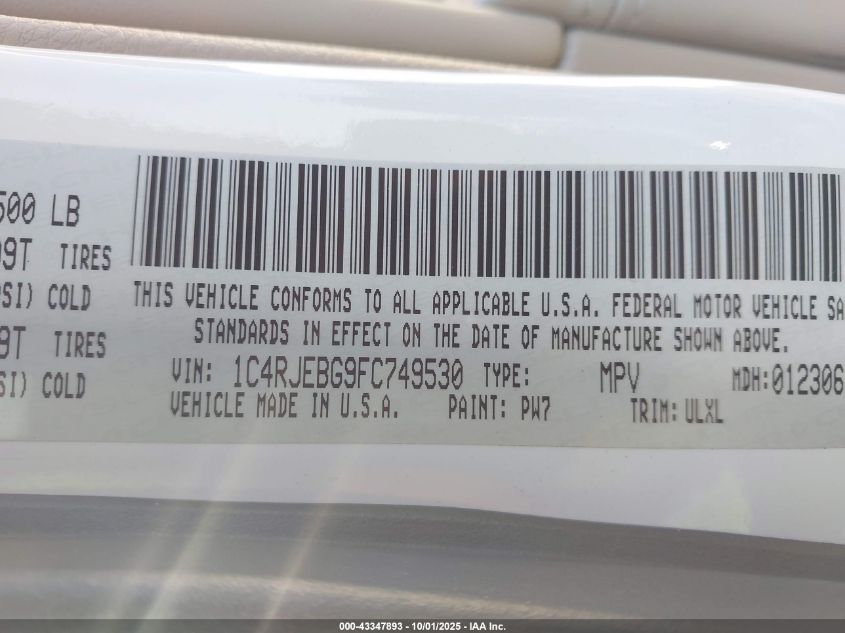 500 LB
09T TIRES
PSI) COLD
9T TIRES
SI) COLD
THIS VEHICLE CONFORMS TO ALL APPLICABLE U.S.A. FEDERAL MOTOR VEHICLE SA
STANDARDS IN EFFECT ON THE DATE OF MANUFACTURE SHOWN ABOVE.
VIN: 1C4RJEBG9FC749530 TYPE: MPV MDH:012306
VEHICLE MADE IN U.S.A. PAINT: PW7 TRIM: ULXL
000-43347893 - 10/01/2025 - IAA Inc.